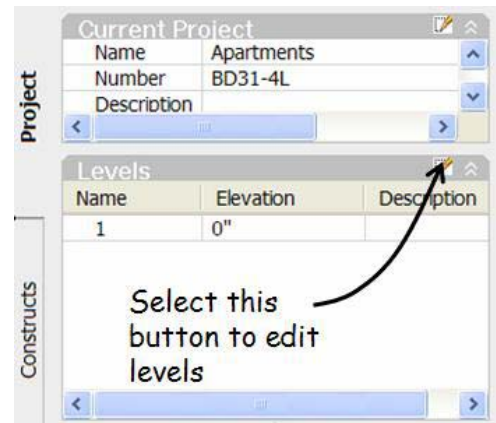 Current Project
Name Apartments
Number BD31-4L
Description
Project
Levels
Name Elevation Description
1 0"
Select this
button to edit
levels
Constructs